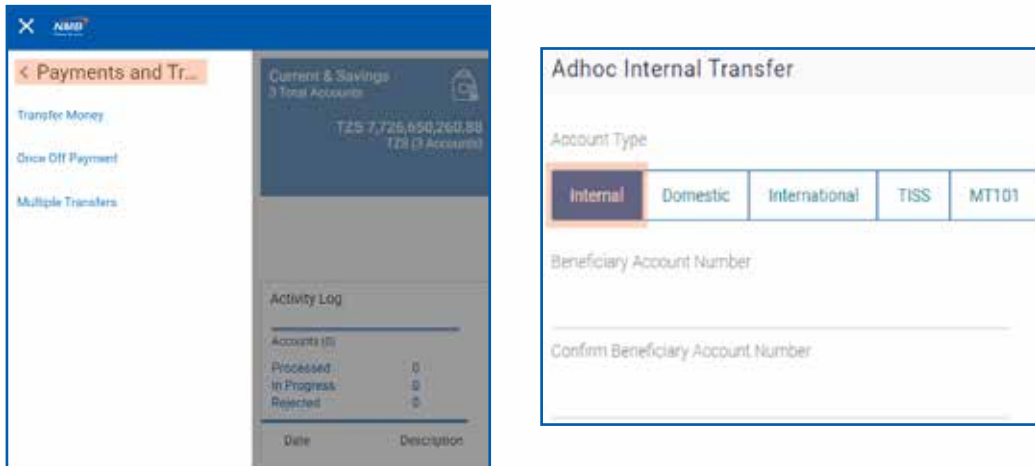 NMB
< Payments and Tr...
Transfer Money
Once Off Payment
Multiple Transfers
Current & Savings
3 Total Accounts
TZS 7,726,650,260.88
TZS (3 Accounts)
Activity Log
Accounts (0)
Processed 0
In Progress 0
Rejected 0
Date Description
Adhoc Internal Transfer
Account Type
Internal Domestic International TISS MT101
Beneficiary Account Number
Confirm Beneficiary Account Number